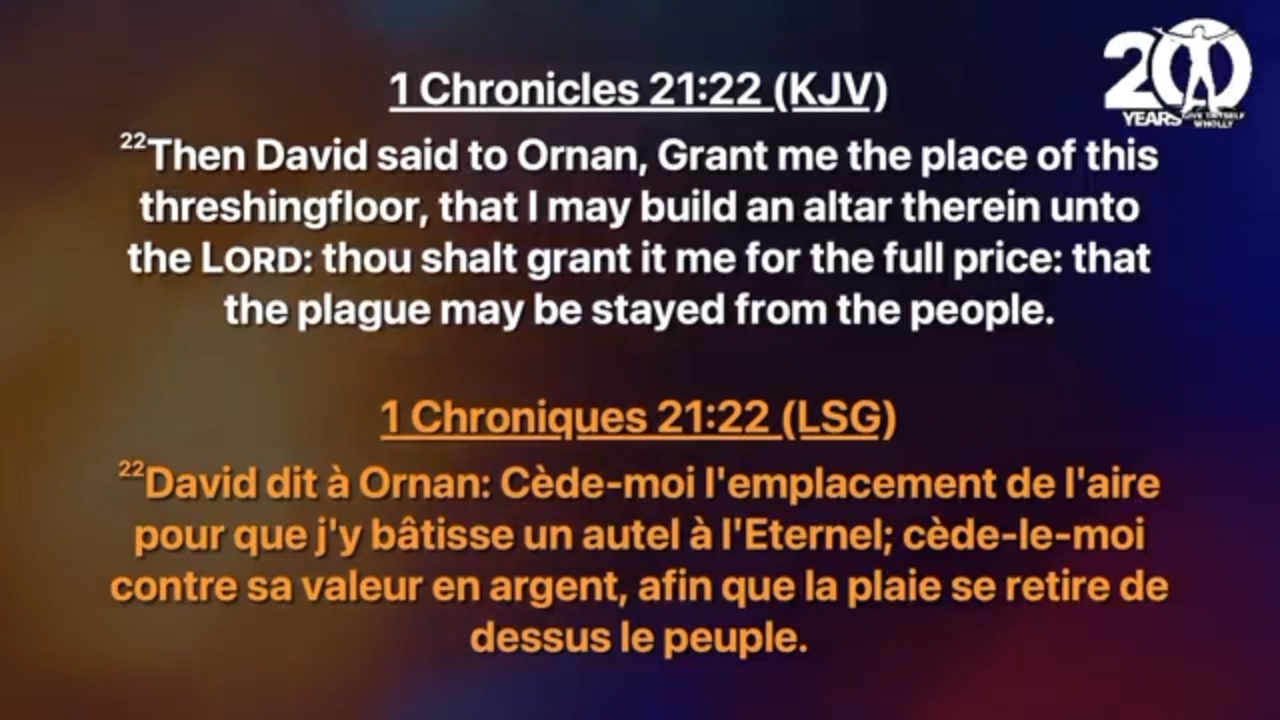 20
YEARS
GIVE THYSELF
WHOLLY
1 Chronicles 21:22 (KJV)
22Then David said to Ornan, Grant me the place of this
threshingfloor, that I may build an altar therein unto
the LORD: thou shalt grant it me for the full price: that
the plague may be stayed from the people.
1 Chroniques 21:22 (LSG)
22David dit à Ornan: Cède-moi l'emplacement de l'aire
pour que j'y bâtisse un autel à l'Eternel; cède-le-moi
contre sa valeur en argent, afin que la plaie se retire de
dessus le peuple.